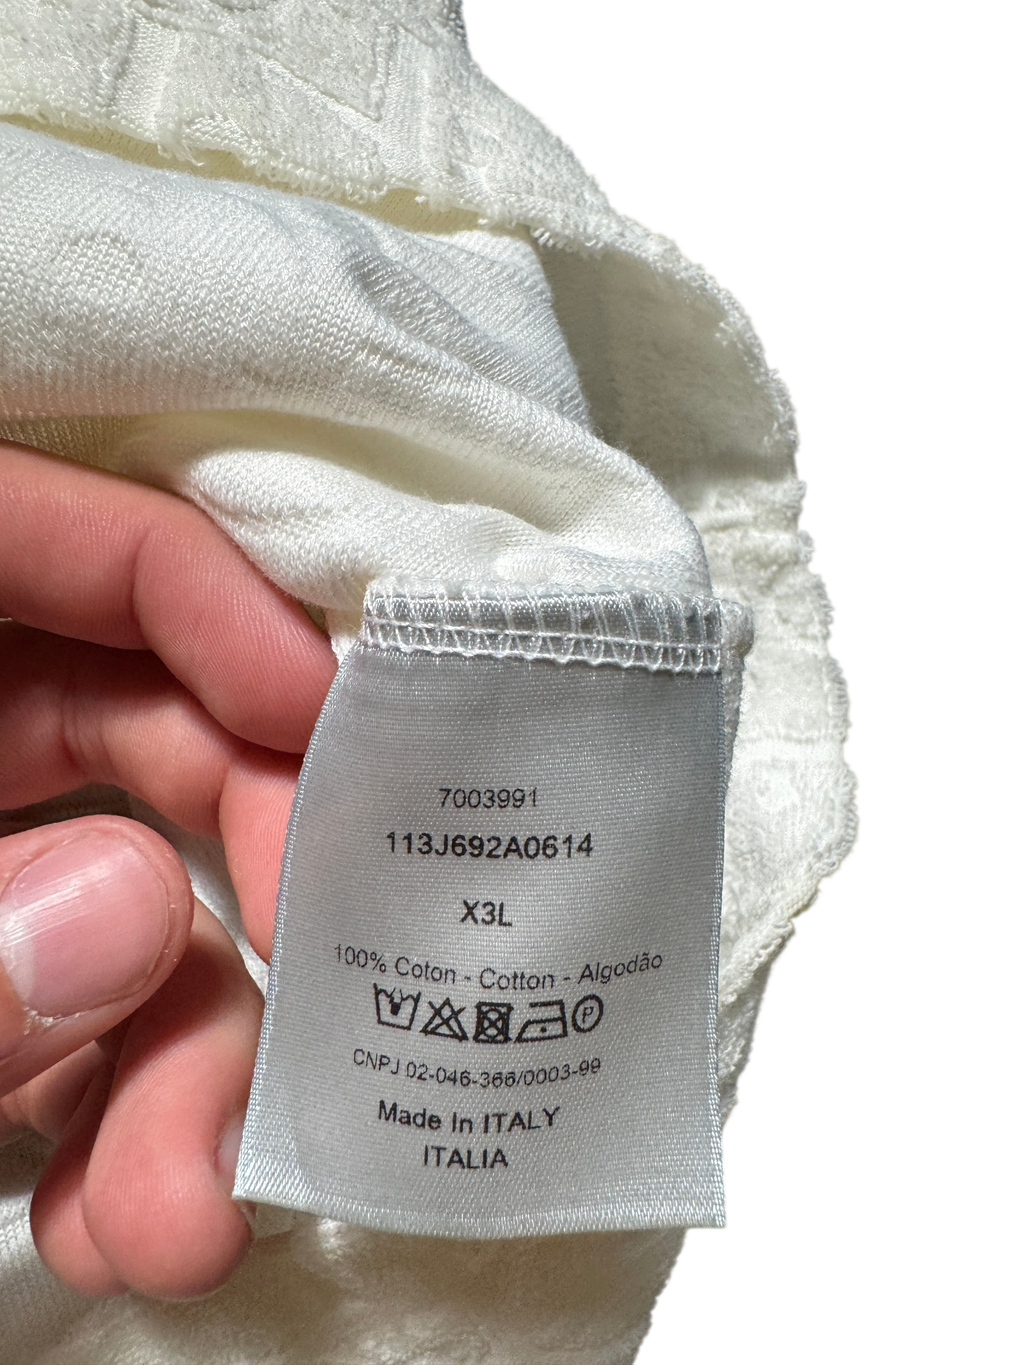 7003991
113J692A0614
X3L
100% Coton - Cotton - Algodão
P
CNPJ 02-046-366/0003-99
Made In ITALY
ITALIA